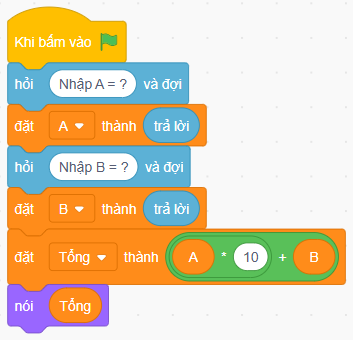 Khi bấm vào
hỏi Nhập A = ? và đợi
đặt A thành trả lời
hỏi Nhập B = ? và đợi
đặt B thành trả lời
đặt Tổng thành A * 10 + B
nói Tổng